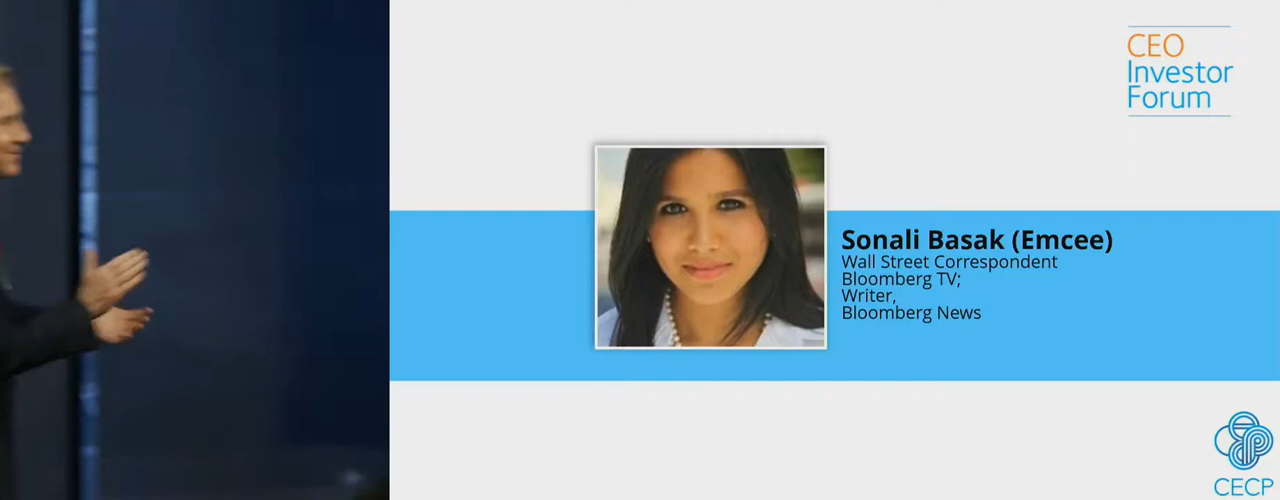 CEO
Investor
Forum
Sonali Basak (Emcee)
Wall Street Correspondent
Bloomberg TV;
Writer,
Bloomberg News
CECP